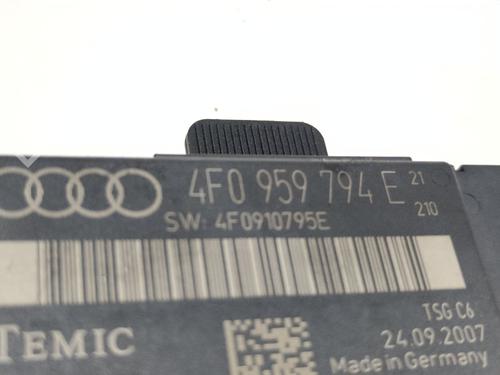 4F0 959 794 E 21
210
SW: 4F0910795E
TSG C6
24.09.2007
TEMIC
Made in Germany